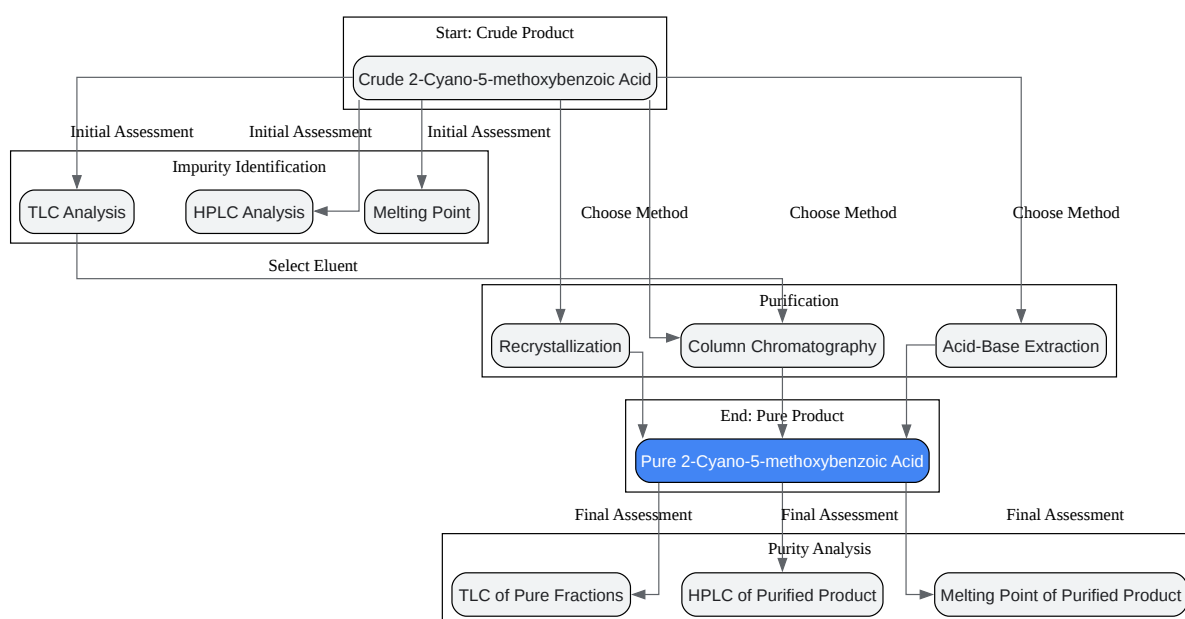 Start: Crude Product
Crude 2-Cyano-5-methoxybenzoic Acid
Initial Assessment
Initial Assessment
Initial Assessment
Impurity Identification
TLC Analysis
HPLC Analysis
Melting Point
Choose Method
Choose Method
Choose Method
Select Eluent
Purification
Recrystallization
Column Chromatography
Acid-Base Extraction
End: Pure Product
Pure 2-Cyano-5-methoxybenzoic Acid
Final Assessment
Final Assessment
Final Assessment
Purity Analysis
TLC of Pure Fractions
HPLC of Purified Product
Melting Point of Purified Product